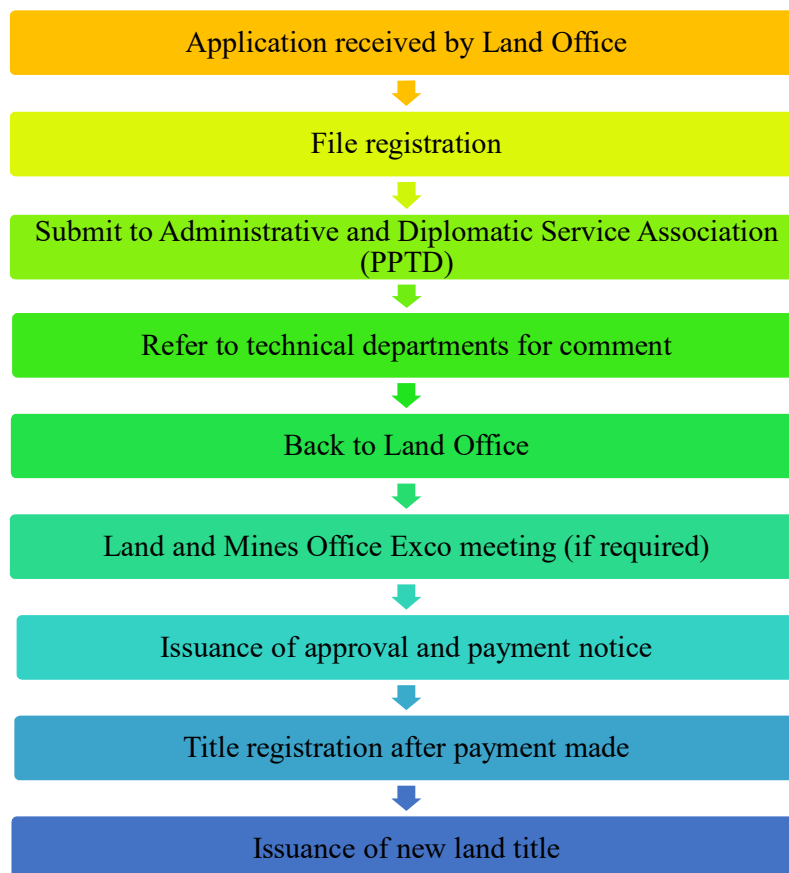 Application received by Land Office
File registration
Submit to Administrative and Diplomatic Service Association
(PPTD)
Refer to technical departments for comment
Back to Land Office
Land and Mines Office Exco meeting (if required)
Issuance of approval and payment notice
Title registration after payment made
Issuance of new land title